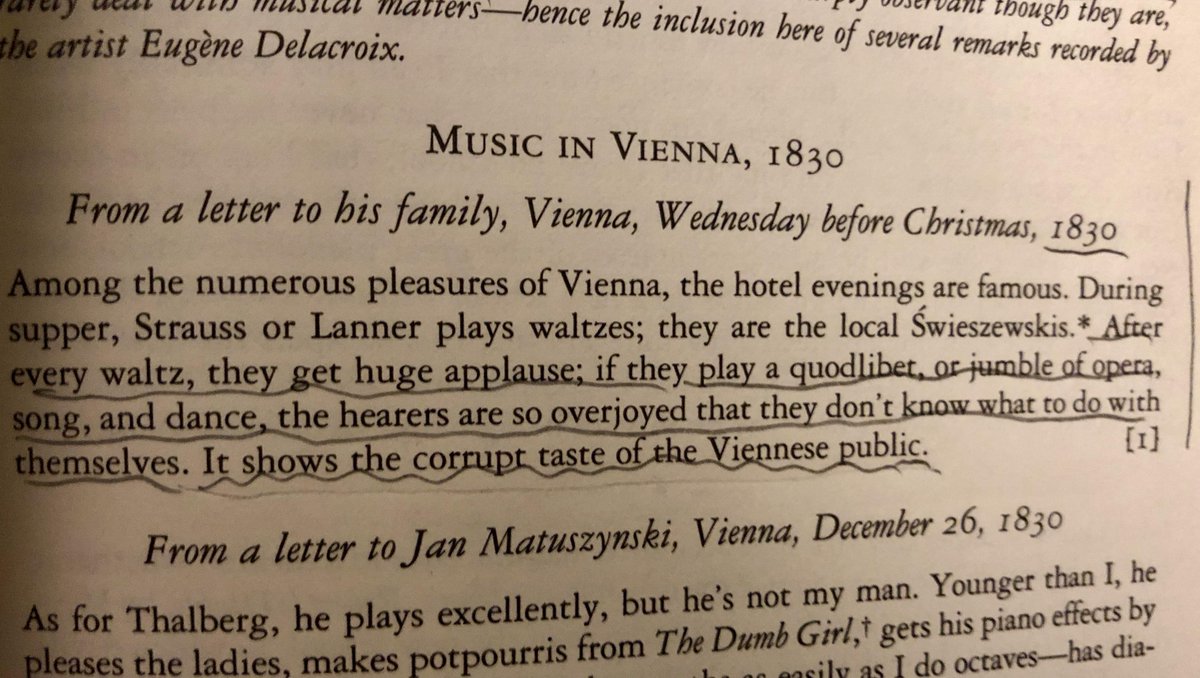 rarely deal with musical matters—hence the inclusion here of several remarks recorded by
observant though they are,
the artist Eugène Delacroix.
MUSIC IN VIENNA, 1830
From a letter to his family, Vienna, Wednesday before Christmas, 1830
Among the numerous pleasures of Vienna, the hotel evenings are famous. During
supper, Strauss or Lanner plays waltzes; they are the local Świeszewskis.* After
every waltz, they get huge applause; if they play a quodlibet, or jumble of opera,
song, and dance, the hearers are so overjoyed that they don't know what to do with
themselves. It shows the corrupt taste of the Viennese public. [1]
From a letter to Jan Matuszynski, Vienna, December 26, 1830
As for Thalberg, he plays excellently, but he's not my man. Younger than I, he
pleases the ladies, makes potpourris from The Dumb Girl,† gets his piano effects by
easily as I do octaves—has dia-